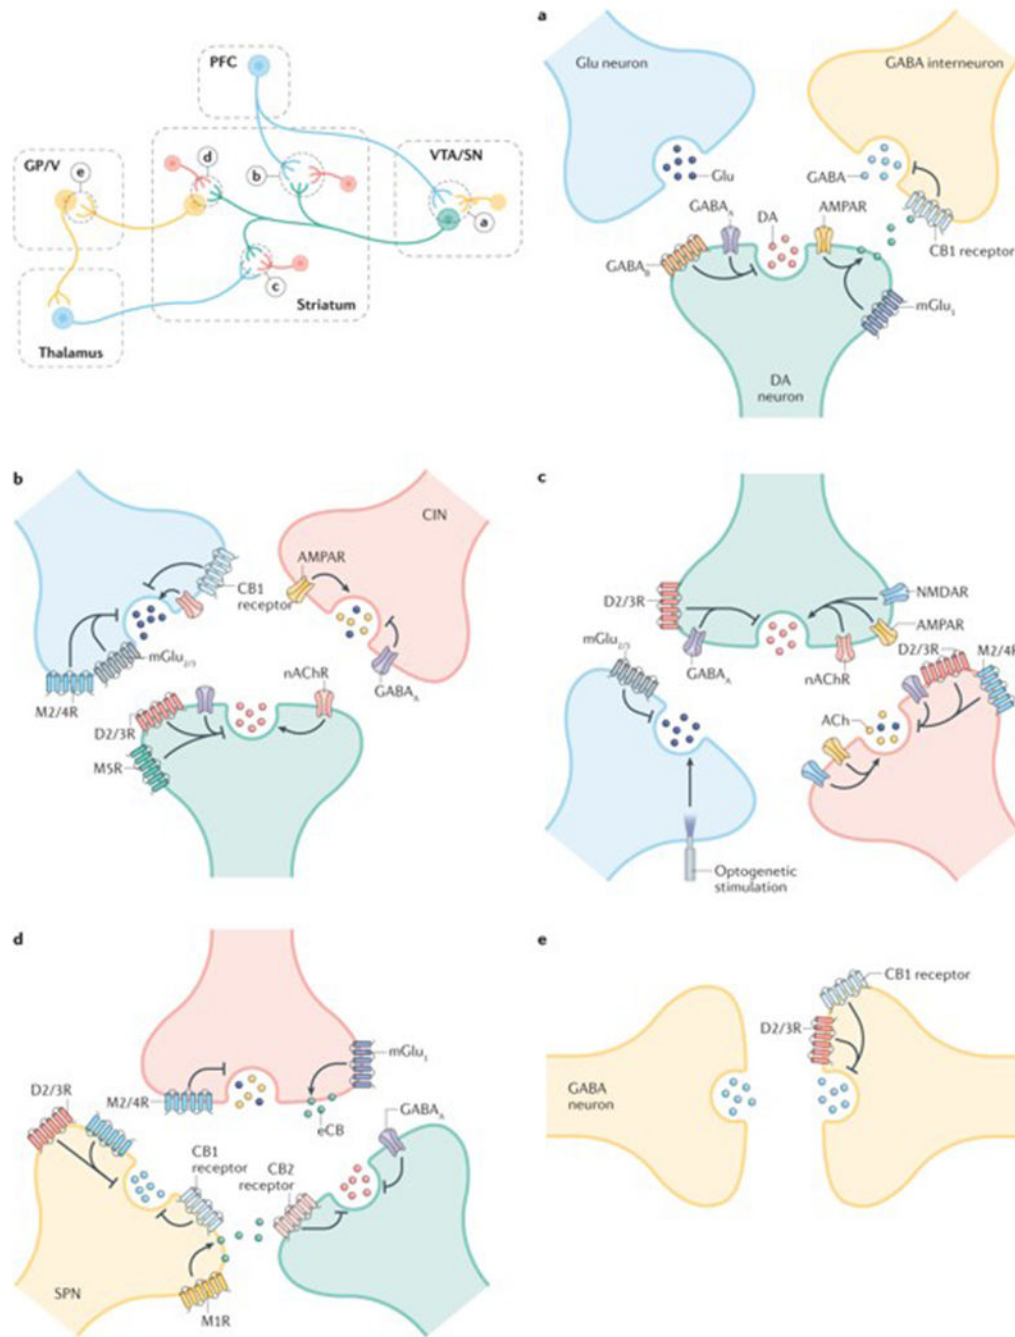 PFC
GP/V
e
d
b
VTA/SN
a
c
Striatum
Thalamus
a
Glu neuron
GABA interneuron
Glu
GABA
GABA_A
DA
AMPAR
GABA_B
CB1 receptor
mGlu_1
DA
neuron
b
CIN
AMPAR
CB1
receptor
mGlu_2/3
M2/4R
GABA_A
nAChR
D2/3R
M5R
c
D2/3R
NMDAR
AMPAR
mGlu_2/3
GABA_A
nAChR
D2/3R
M2/4R
ACh
Optogenetic
stimulation
d
mGlu_1
D2/3R
M2/4R
eCB
GABA_A
CB1
receptor
CB2
receptor
SPN
M1R
e
CB1 receptor
D2/3R
GABA
neuron